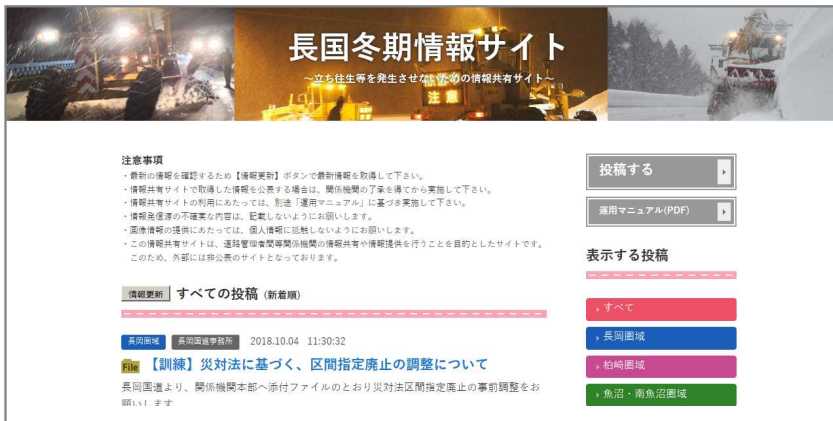 長国冬期情報サイト
～立ち往生等を発生させないための情報共有サイト～
注意
注意事項
・最新の情報を確認するため【情報更新】ボタンで最新情報を取得して下さい。
・情報共有サイトで取得した情報を公表する場合は、関係機関の了承を得てから実施して下さい。
・情報共有サイトの利用にあたっては、別途「運用マニュアル」に基づき実施して下さい。
・情報発信源の不確実な内容は、記載しないようにお願いします。
・画像情報の提供にあたっては、個人情報に抵触しないようにお願いします。
・この情報共有サイトは、道路管理者間等関係機関の情報共有や情報提供を行うことを目的としたサイトです。
このため、外部には非公表のサイトとなっております。
情報更新 すべての投稿 (新着順)
長岡圏域 長岡国道事務所 2018.10.04 11:30:32
File 【訓練】災対法に基づく、区間指定廃止の調整について
長岡国道より、関係機関本部へ添付ファイルのとおり災対法区間指定廃止の事前調整をお
願いします
投稿する
運用マニュアル(PDF)
表示する投稿
› すべて
› 長岡圏域
› 柏崎圏域
› 魚沼・南魚沼圏域